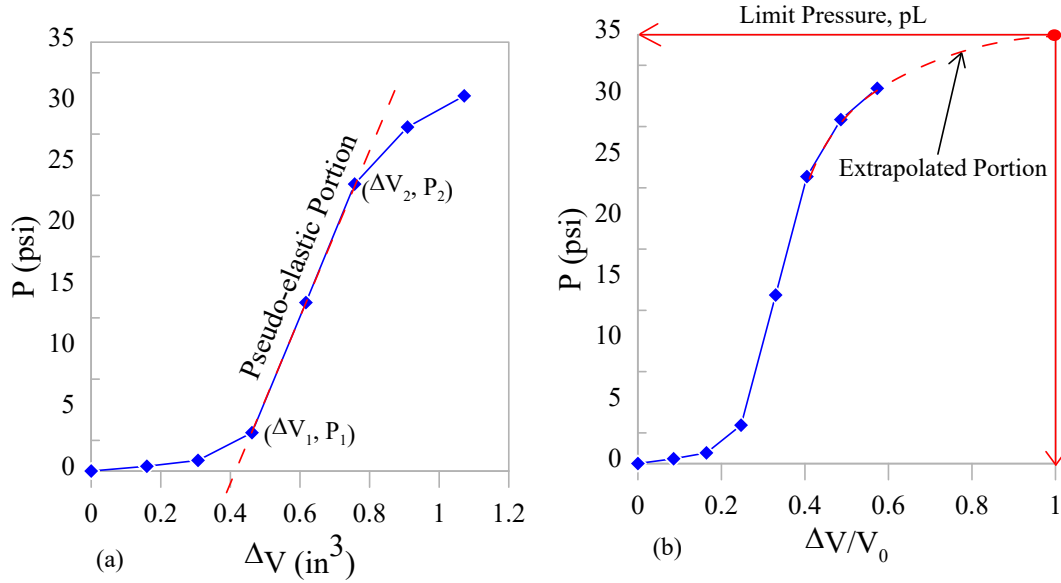 35
30
25
20
15
10
5
0
P (psi)
Pseudo-elastic Portion
(ΔV2, P2)
(ΔV1, P1)
0 0.2 0.4 0.6 0.8 1 1.2
(a)
ΔV (in3)
Limit Pressure, pL
35
30
25
20
15
10
5
0
P (psi)
Extrapolated Portion
0 0.2 0.4 0.6 0.8 1
(b)
ΔV/V0